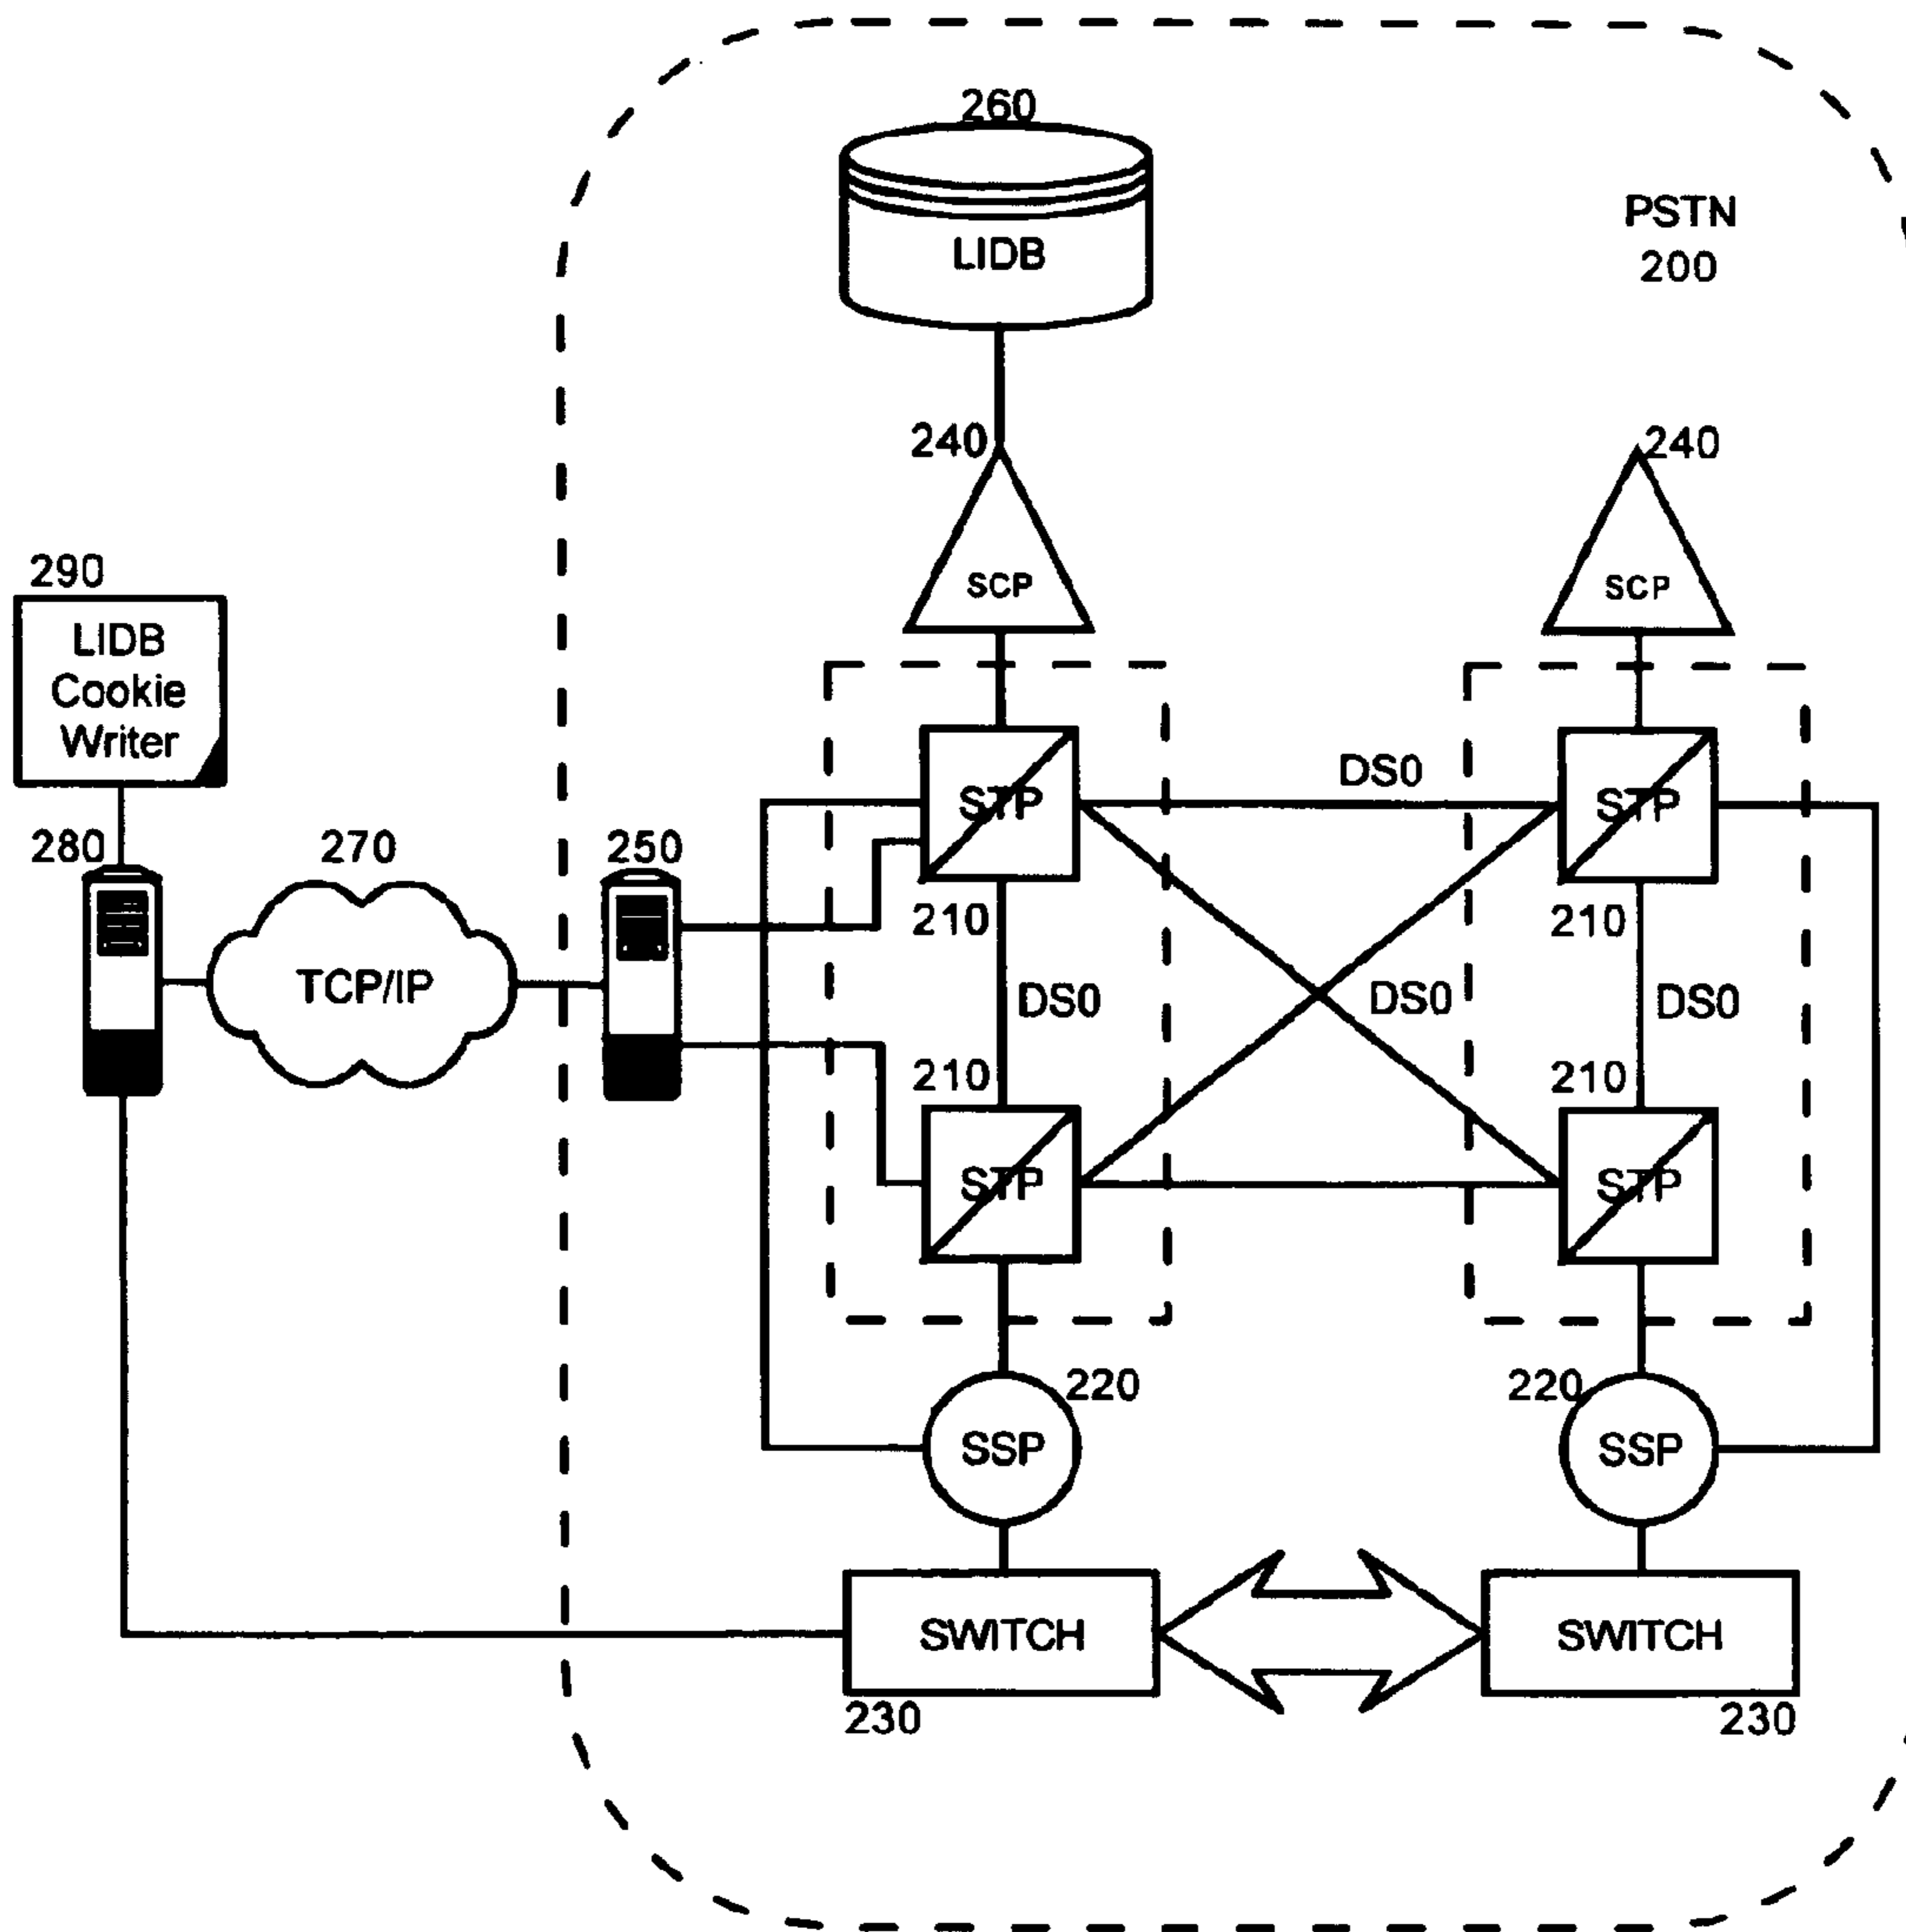 260
LIDB
PSTN
200
240
240
SCP
SCP
290
LIDB
Cookie
Writer
DS0
STP
STP
280
270
250
210
210
TCP/IP
DS0
DS0
DS0
210
210
STP
STP
220
220
SSP
SSP
SWITCH
SWITCH
230
230